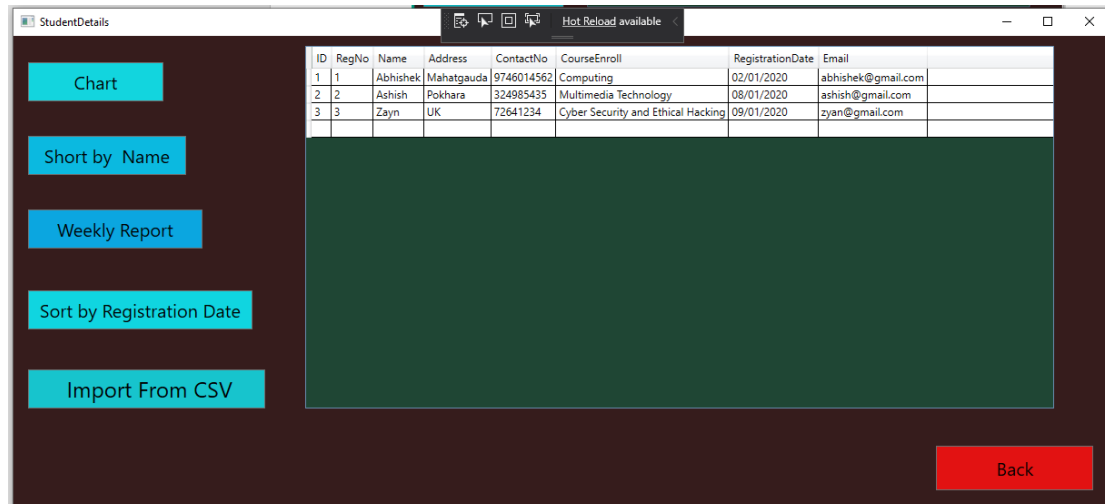 StudentDetails
Hot Reload available
Chart
Short by  Name
Weekly Report
Sort by Registration Date
Import From CSV
ID RegNo Name Address ContactNo CourseEnroll RegistrationDate Email
1 1 Abhishek Mahatgauda 9746014562 Computing 02/01/2020 abhishek@gmail.com
2 2 Ashish Pokhara 324985435 Multimedia Technology 08/01/2020 ashish@gmail.com
3 3 Zayn UK 72641234 Cyber Security and Ethical Hacking 09/01/2020 zyan@gmail.com
Back